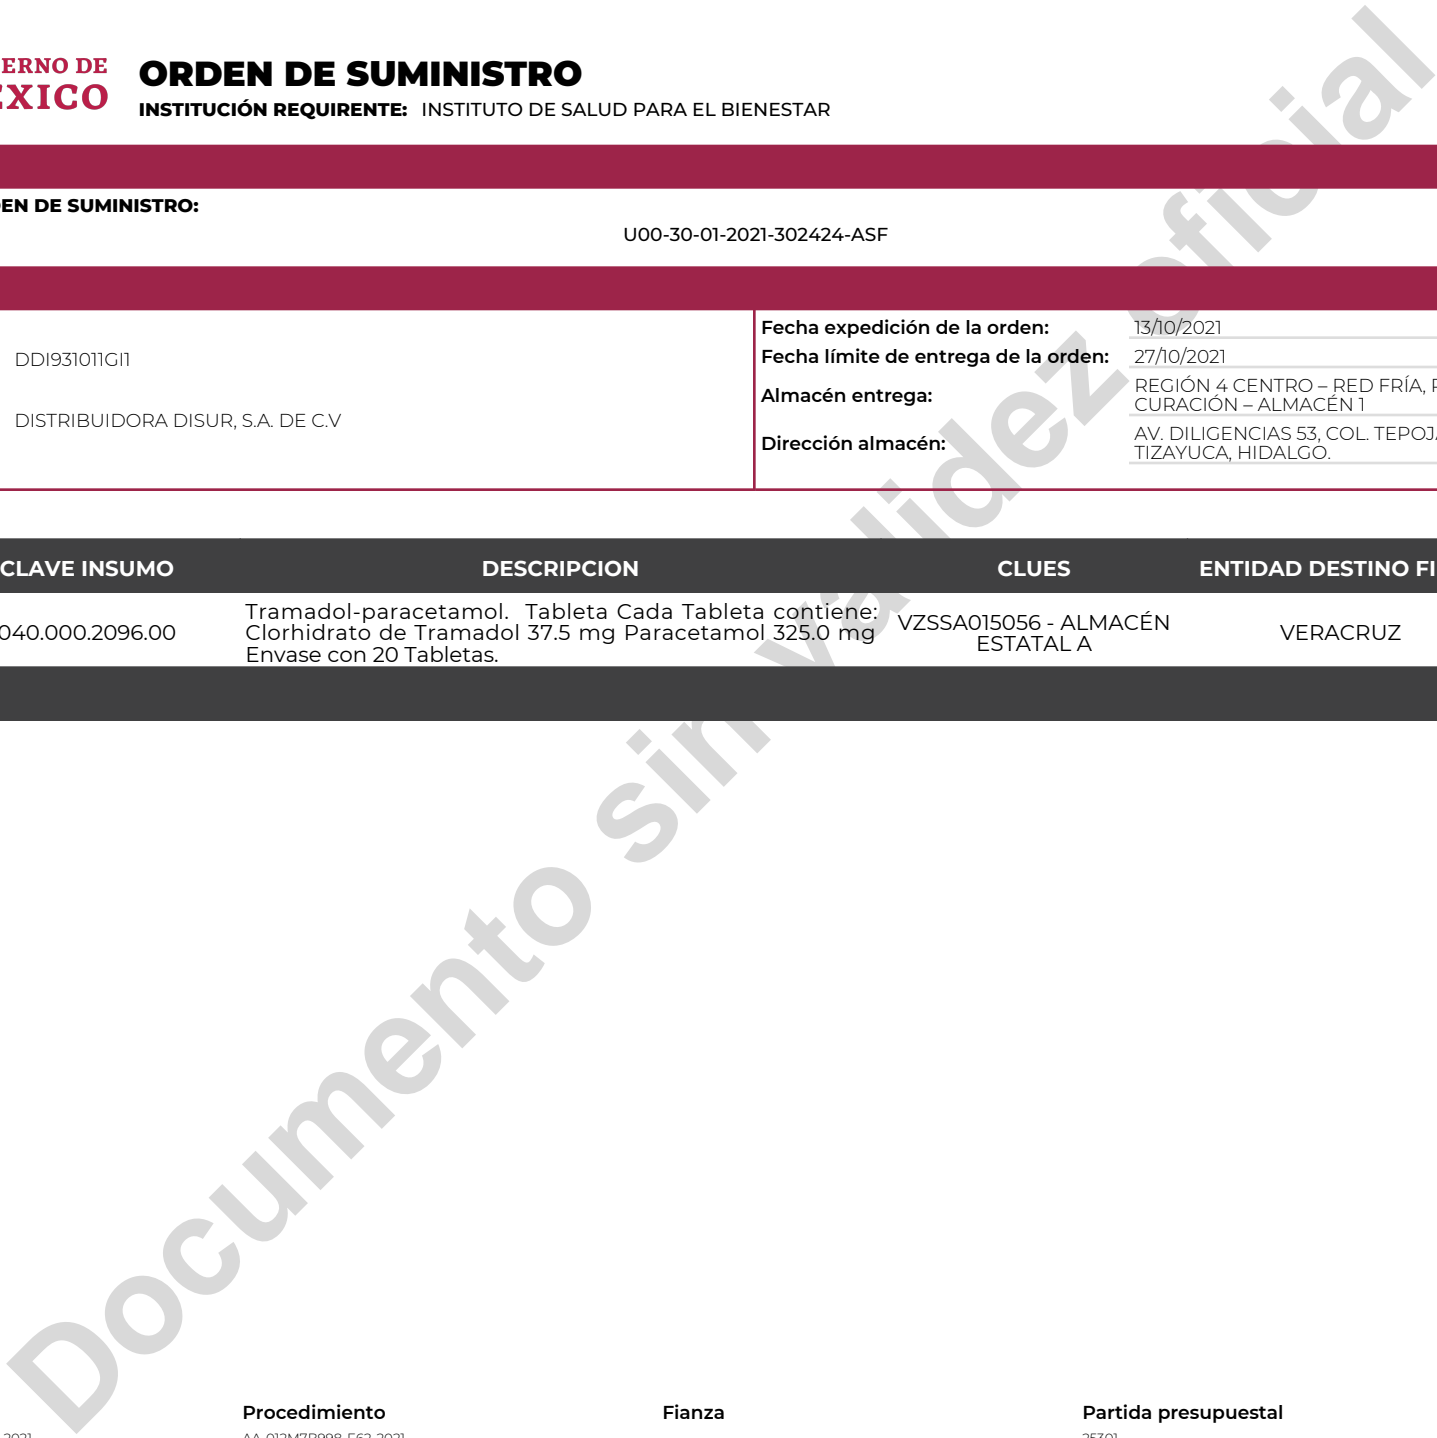 ERNO DE
EXICO
ORDEN DE SUMINISTRO
INSTITUCIÓN REQUIRENTE: INSTITUTO DE SALUD PARA EL BIENESTAR
EN DE SUMINISTRO:
U00-30-01-2021-302424-ASF
DDI931011GI1
DISTRIBUIDORA DISUR, S.A. DE C.V
Fecha expedición de la orden: 13/10/2021
Fecha límite de entrega de la orden: 27/10/2021
Almacén entrega: REGIÓN 4 CENTRO – RED FRÍA,
CURACIÓN – ALMACÉN 1
Dirección almacén: AV. DILIGENCIAS 53, COL. TEPOJ
TIZAYUCA, HIDALGO.
CLAVE INSUMO DESCRIPCION CLUES ENTIDAD DESTINO FI
040.000.2096.00
Tramadol-paracetamol. Tableta Cada Tableta contiene:
Clorhidrato de Tramadol 37.5 mg Paracetamol 325.0 mg
Envase con 20 Tabletas.
VZSSA015056 - ALMACÉN
ESTATAL A
VERACRUZ
Documento sin validez oficial
Procedimiento Fianza Partida presupuestal